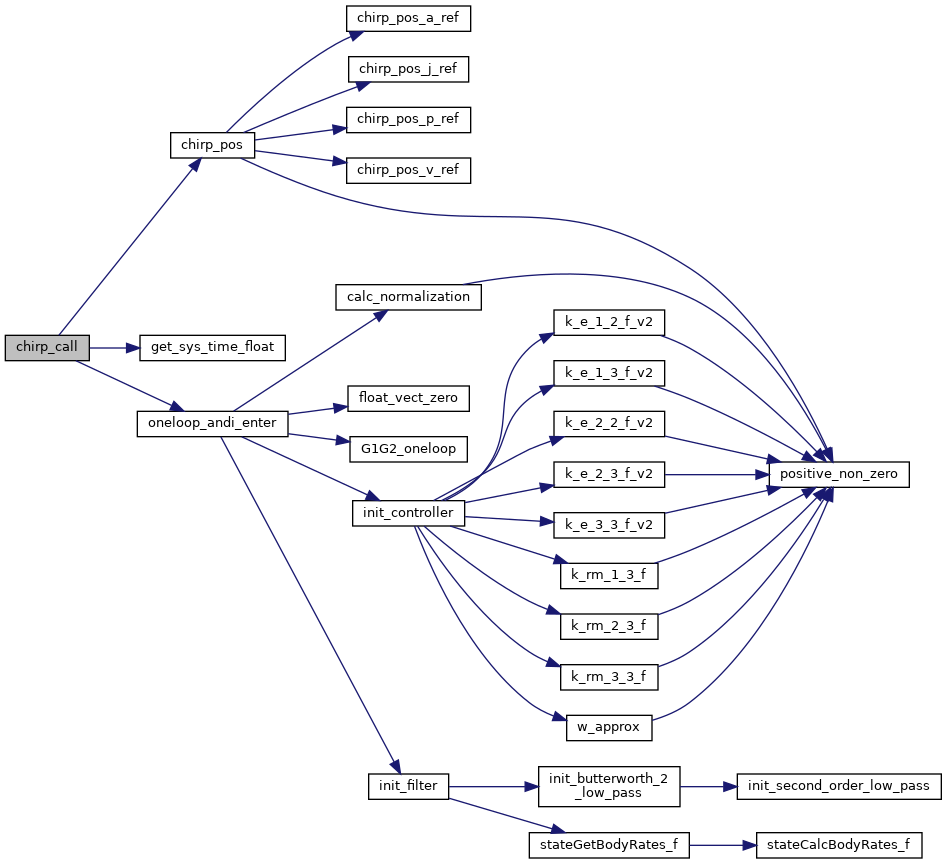 chirp_pos_a_ref
chirp_pos_j_ref
chirp_pos_p_ref
chirp_pos
chirp_pos_v_ref
calc_normalization
k_e_1_2_f_v2
chirp_call
get_sys_time_float
k_e_1_3_f_v2
float_vect_zero
oneloop_andi_enter
k_e_2_2_f_v2
G1G2_oneloop
k_e_2_3_f_v2
positive_non_zero
init_controller
k_e_3_3_f_v2
k_rm_1_3_f
k_rm_2_3_f
k_rm_3_3_f
w_approx
init_filter
init_butterworth_2
_low_pass
init_second_order_low_pass
stateGetBodyRates_f
stateCalcBodyRates_f